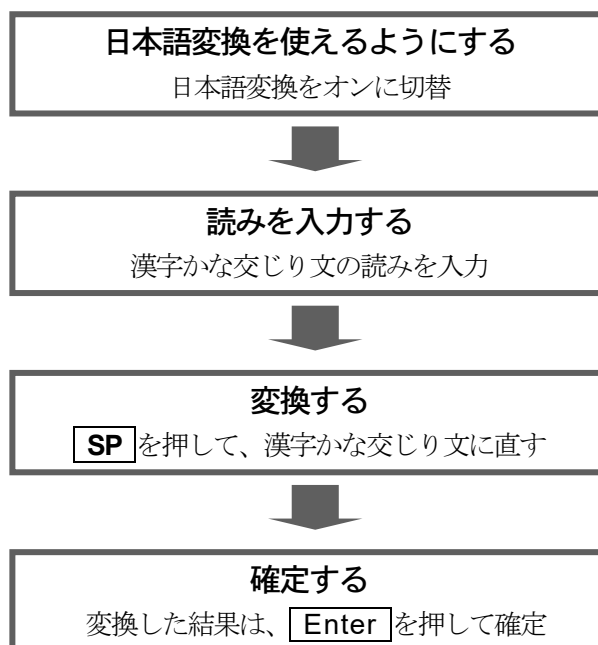 日本語変換を使えるようにする
日本語変換をオンに切替
読みを入力する
漢字かな交じり文の読みを入力
変換する
SP を押して、漢字かな交じり文に直す
確定する
変換した結果は、 Enter を押して確定